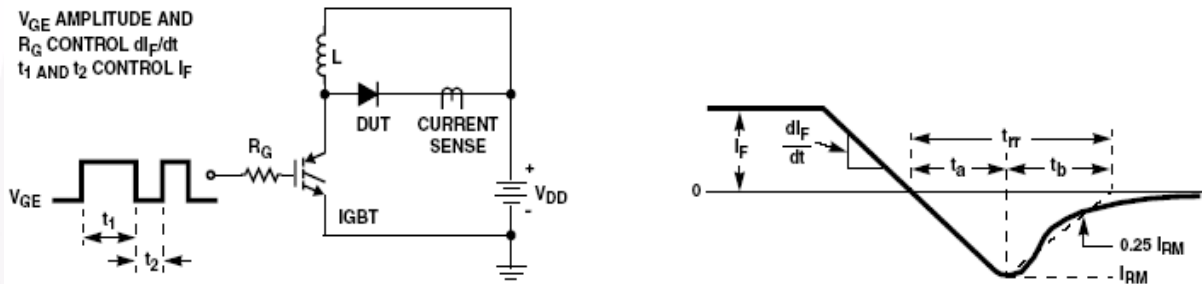 VGE AMPLITUDE AND
RG CONTROL dIF/dt
t1 AND t2 CONTROL IF
L
DUT
CURRENT
SENSE
RG
+
VDD
-
IGBT
VGE
t1
t2
IF
dIF
dt
trr
ta
tb
0
0.25 IRM
IRM